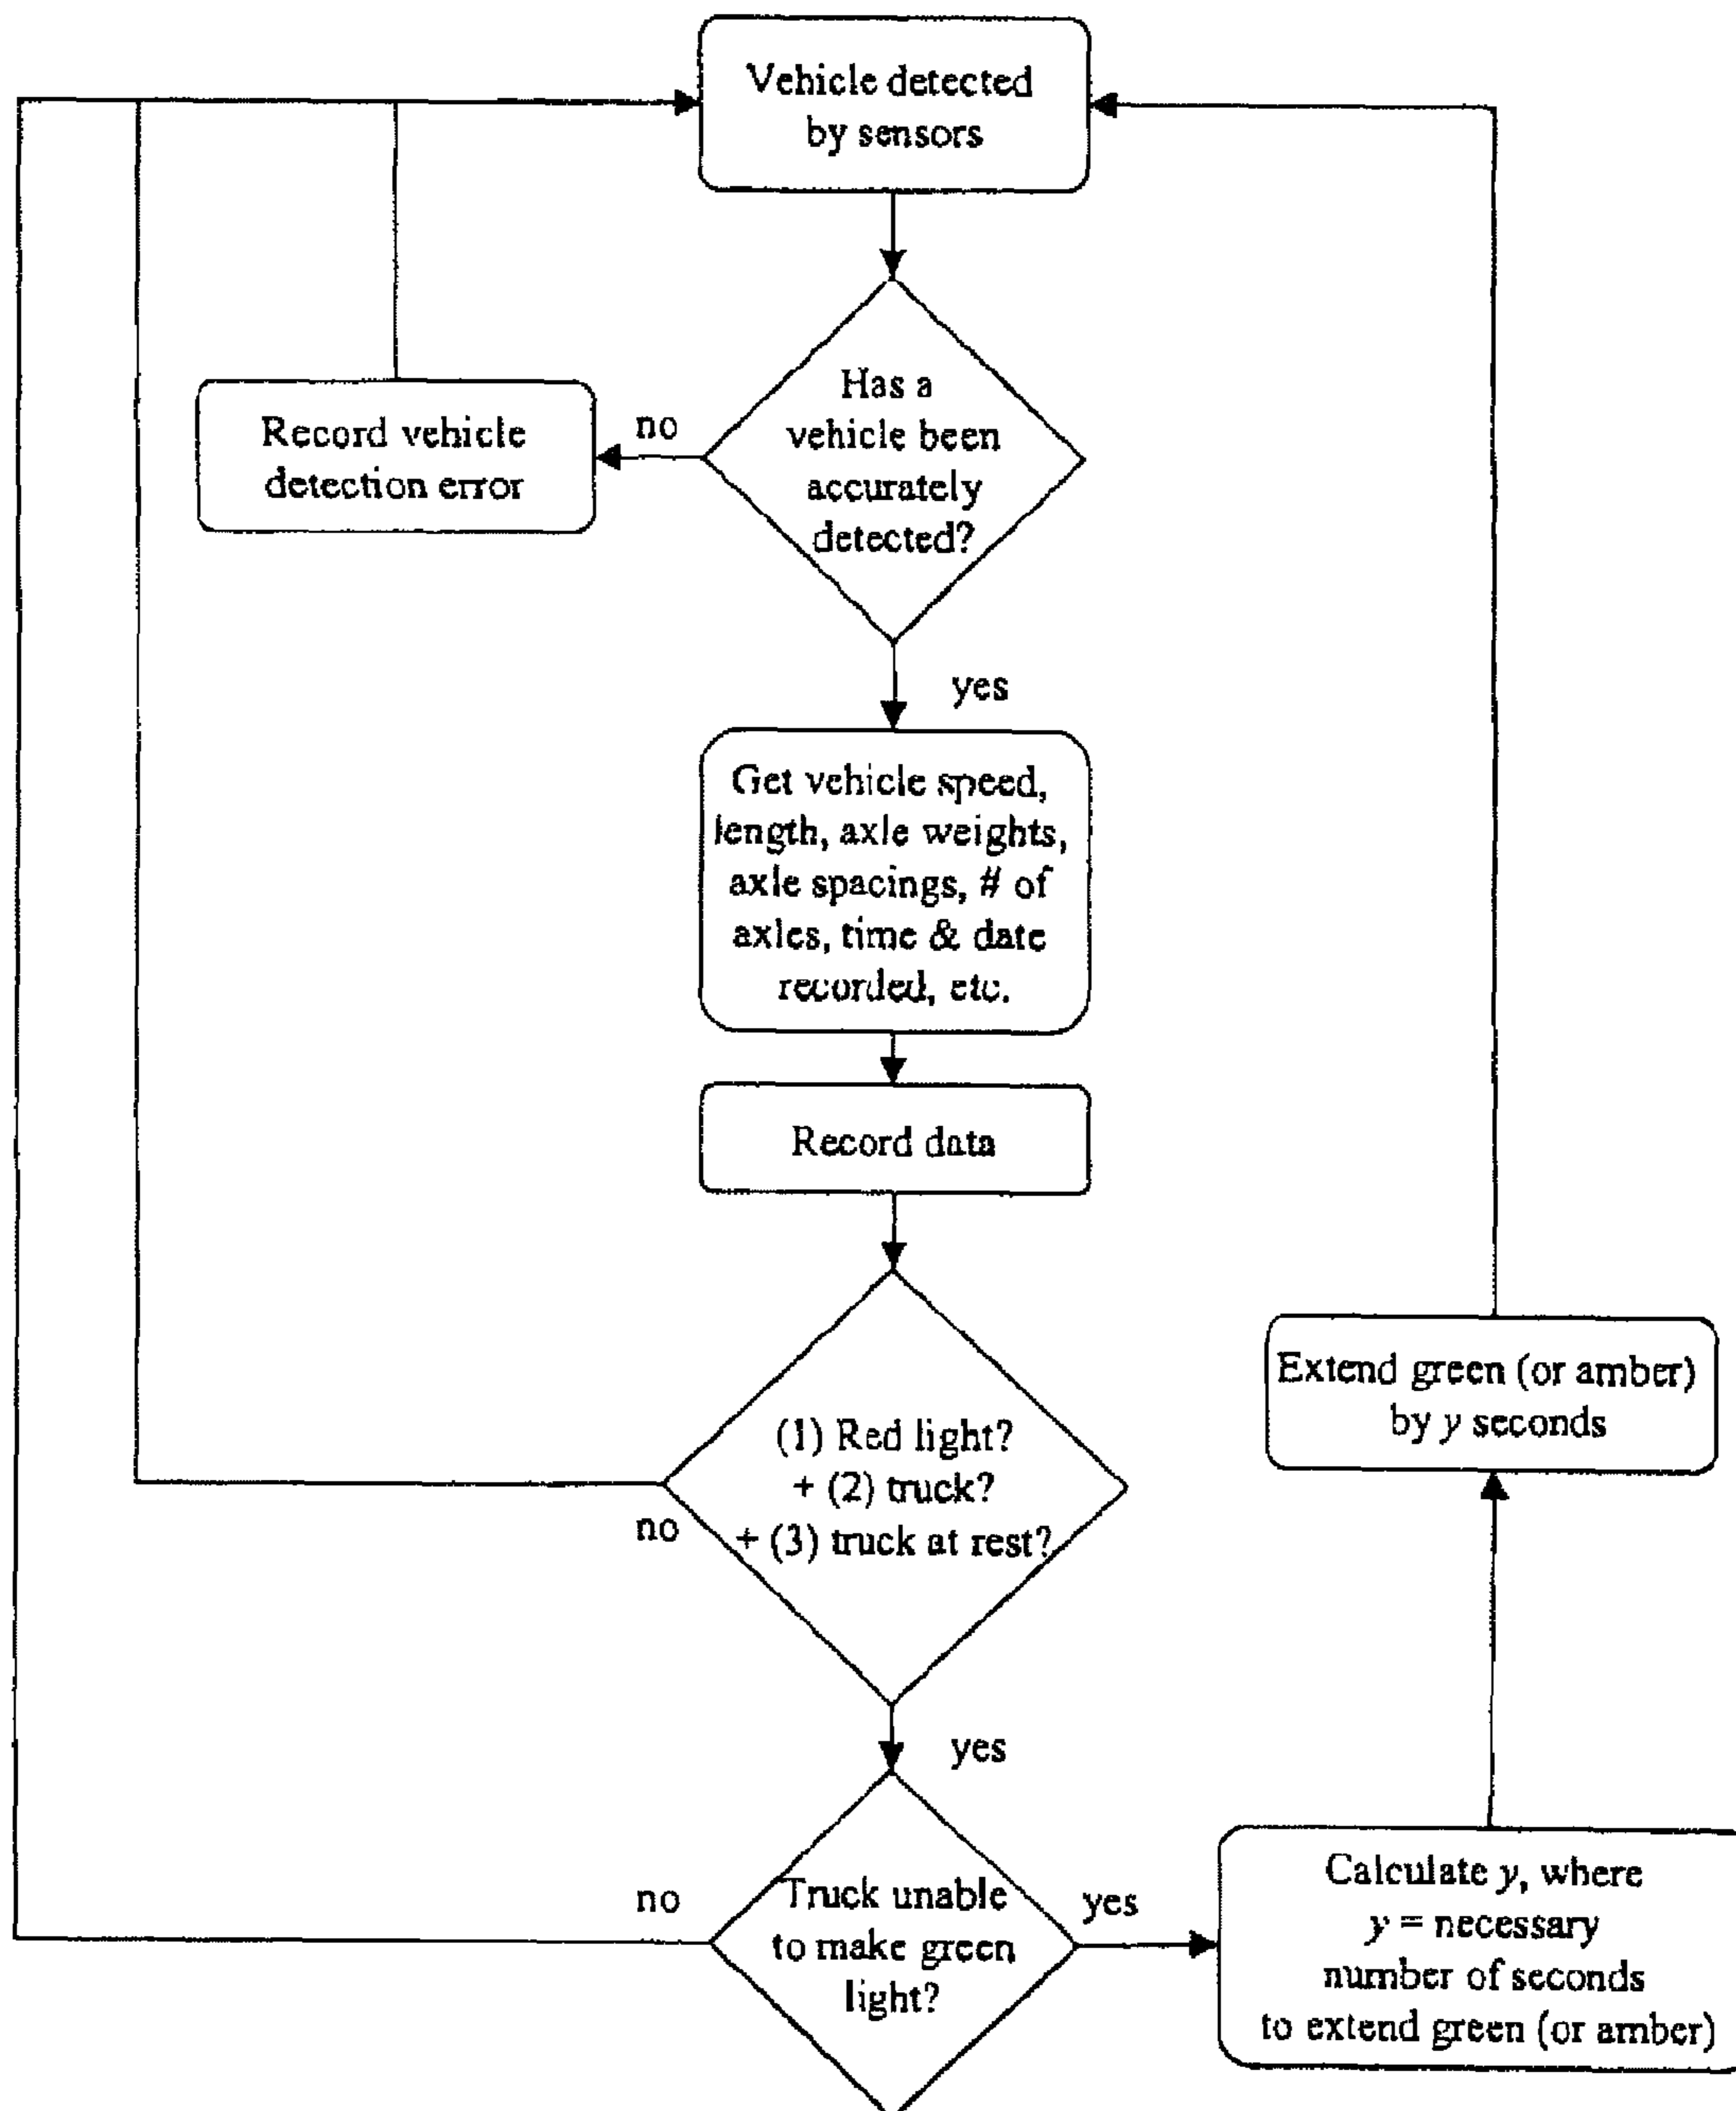 Vehicle detected
by sensors
Has a
vehicle been
accurately
detected?
no
Record vehicle
detection error
yes
Get vehicle speed,
length, axle weights,
axle spacings, # of
axles, time & date
recorded, etc.
Record data
(1) Red light?
+ (2) truck?
+ (3) truck at rest?
no
yes
Truck unable
to make green
light?
no
yes
Calculate y, where
y = necessary
number of seconds
to extend green (or amber)
Extend green (or amber)
by y seconds